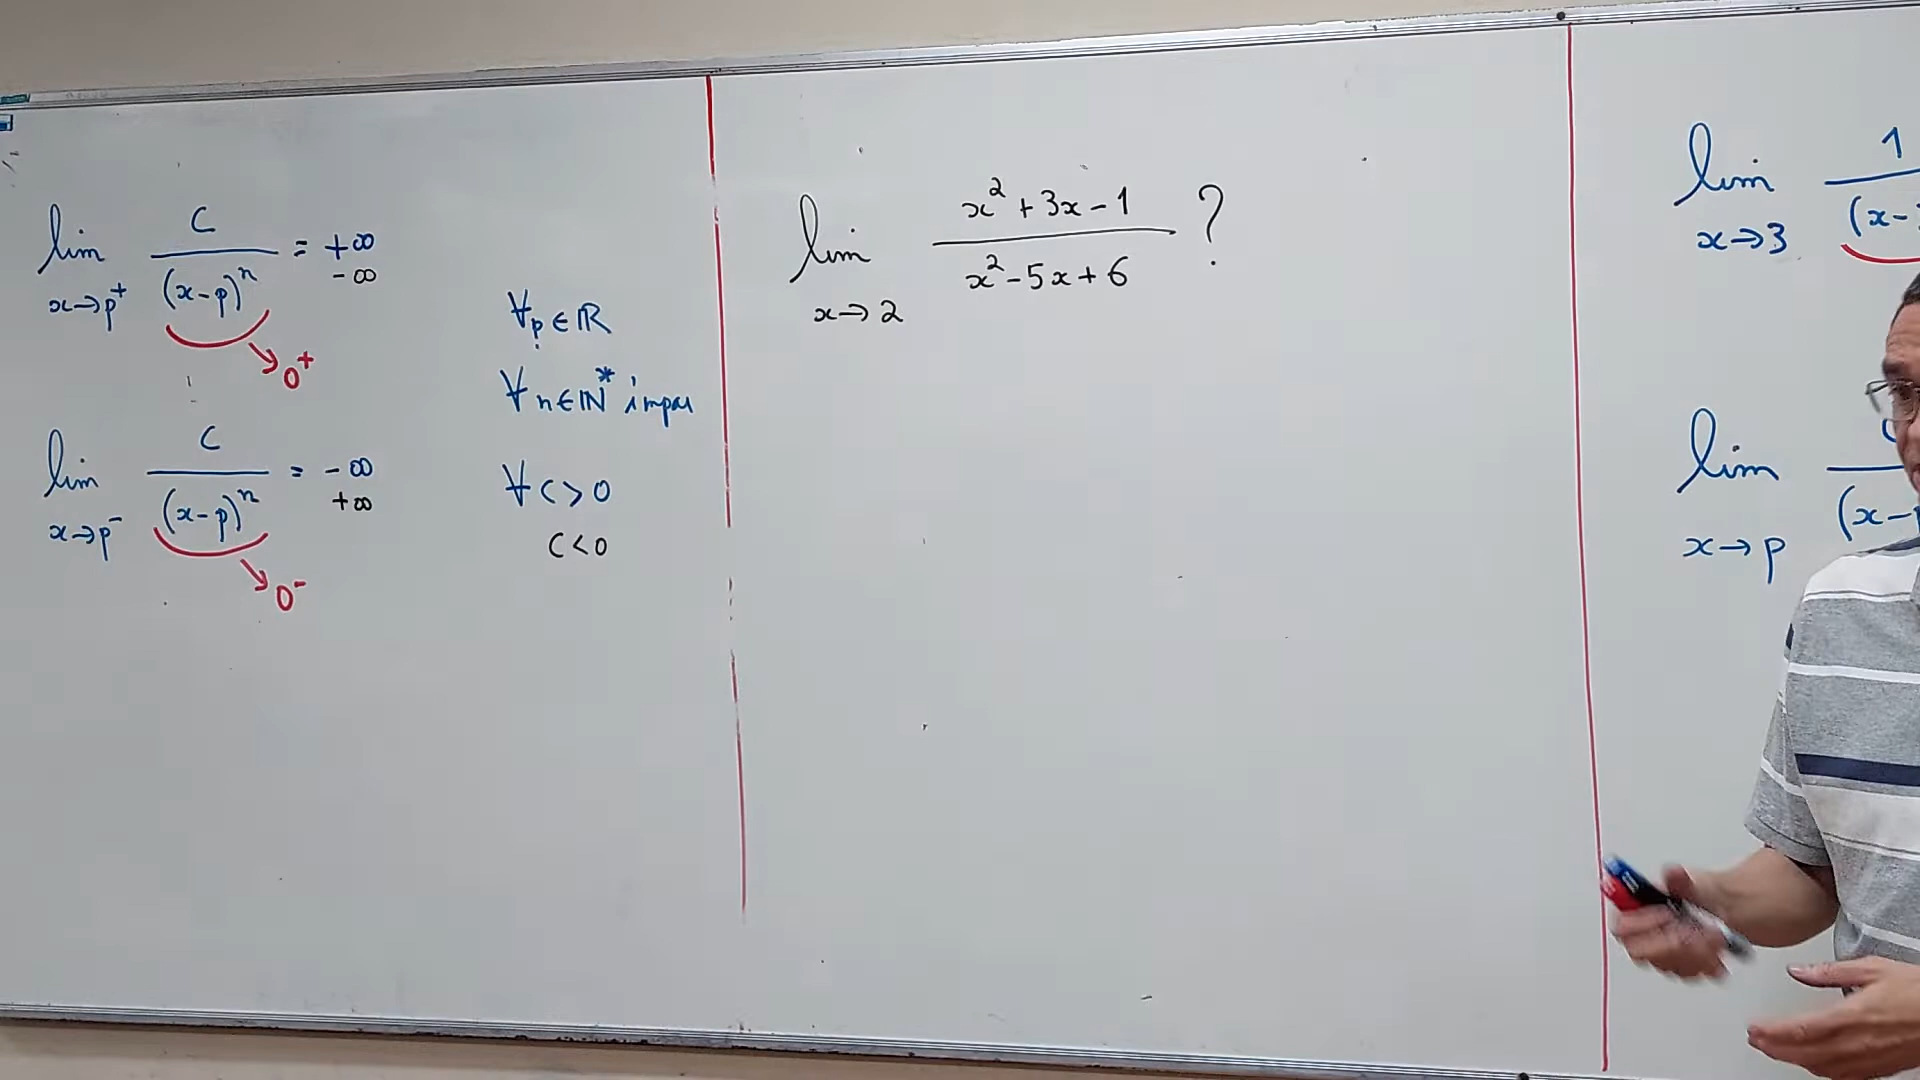 lim x→p⁺ C/(x-p)ⁿ = +∞
-∞
→ 0⁺
lim x→p⁻ C/(x-p)ⁿ = -∞
+∞
→ 0⁻
∀p∈ℝ
∀n∈ℕ* impar
∀C>0
C<0
lim x→2 (x²+3x-1)/(x²-5x+6) ?
lim x→3 1/(x-
lim x→p /(x-